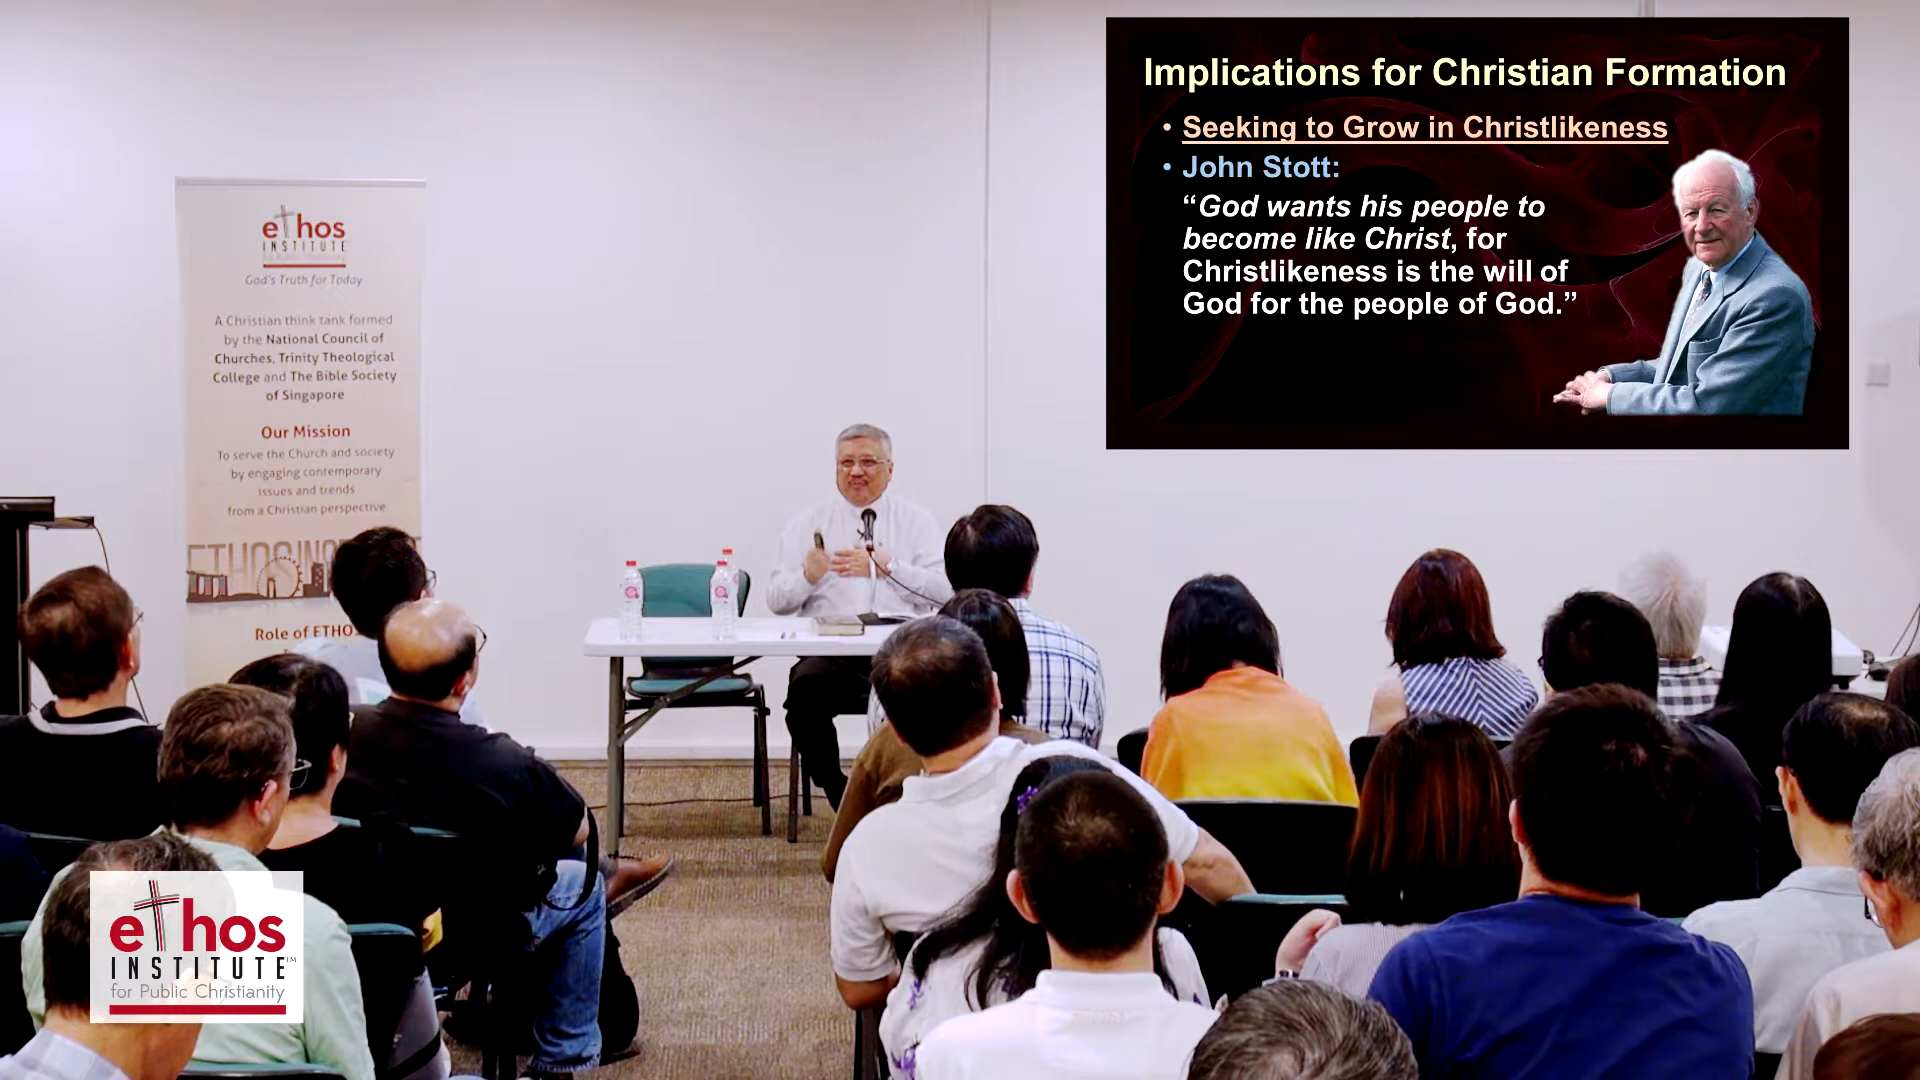 ethos
INSTITUTE
for Public Christianity
God's Truth for Today
A Christian think tank formed
by the National Council of
Churches, Trinity Theological
College and The Bible Society
of Singapore
Our Mission
To serve the Church and society
by engaging contemporary
issues and trends
from a Christian perspective
Role of ETHO
Implications for Christian Formation
• Seeking to Grow in Christlikeness
• John Stott:
“God wants his people to
become like Christ, for
Christlikeness is the will of
God for the people of God.”
ethos
INSTITUTE™
for Public Christianity